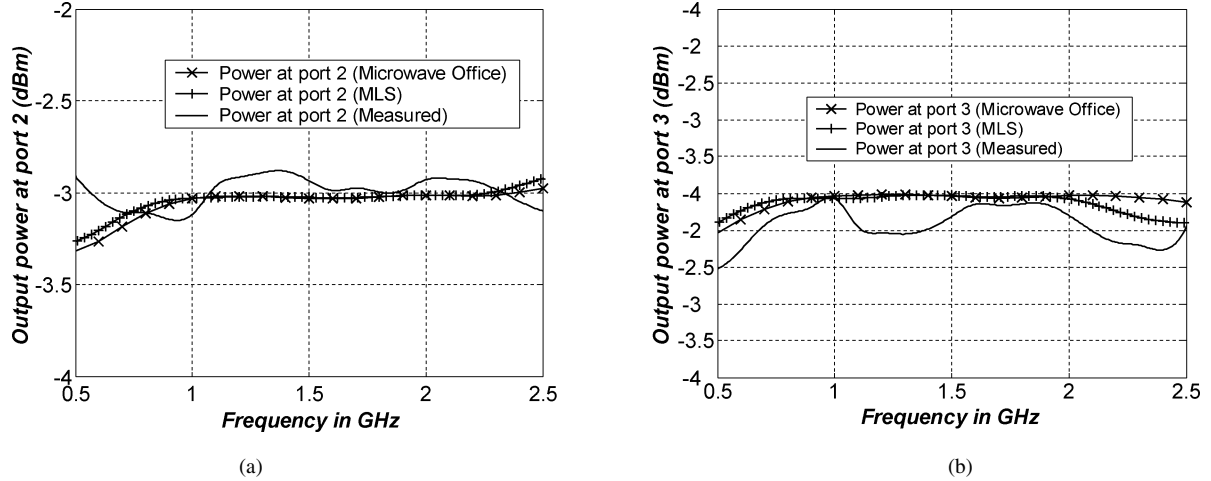 -2
-2.5
-3
-3.5
-4
Output power at port 2 (dBm)
Power at port 2 (Microwave Office)
Power at port 2 (MLS)
Power at port 2 (Measured)
0.5 1 1.5 2 2.5
Frequency in GHz
(a)
-4
-2.5
-3
-2
-3.5
-4
-2
-2.5
-2
-3.5
-4
Output power at port 3 (dBm)
Power at port 3 (Microwave Office)
Power at port 3 (MLS)
Power at port 3 (Measured)
0.5 1 1.5 2 2.5
Frequency in GHz
(b)